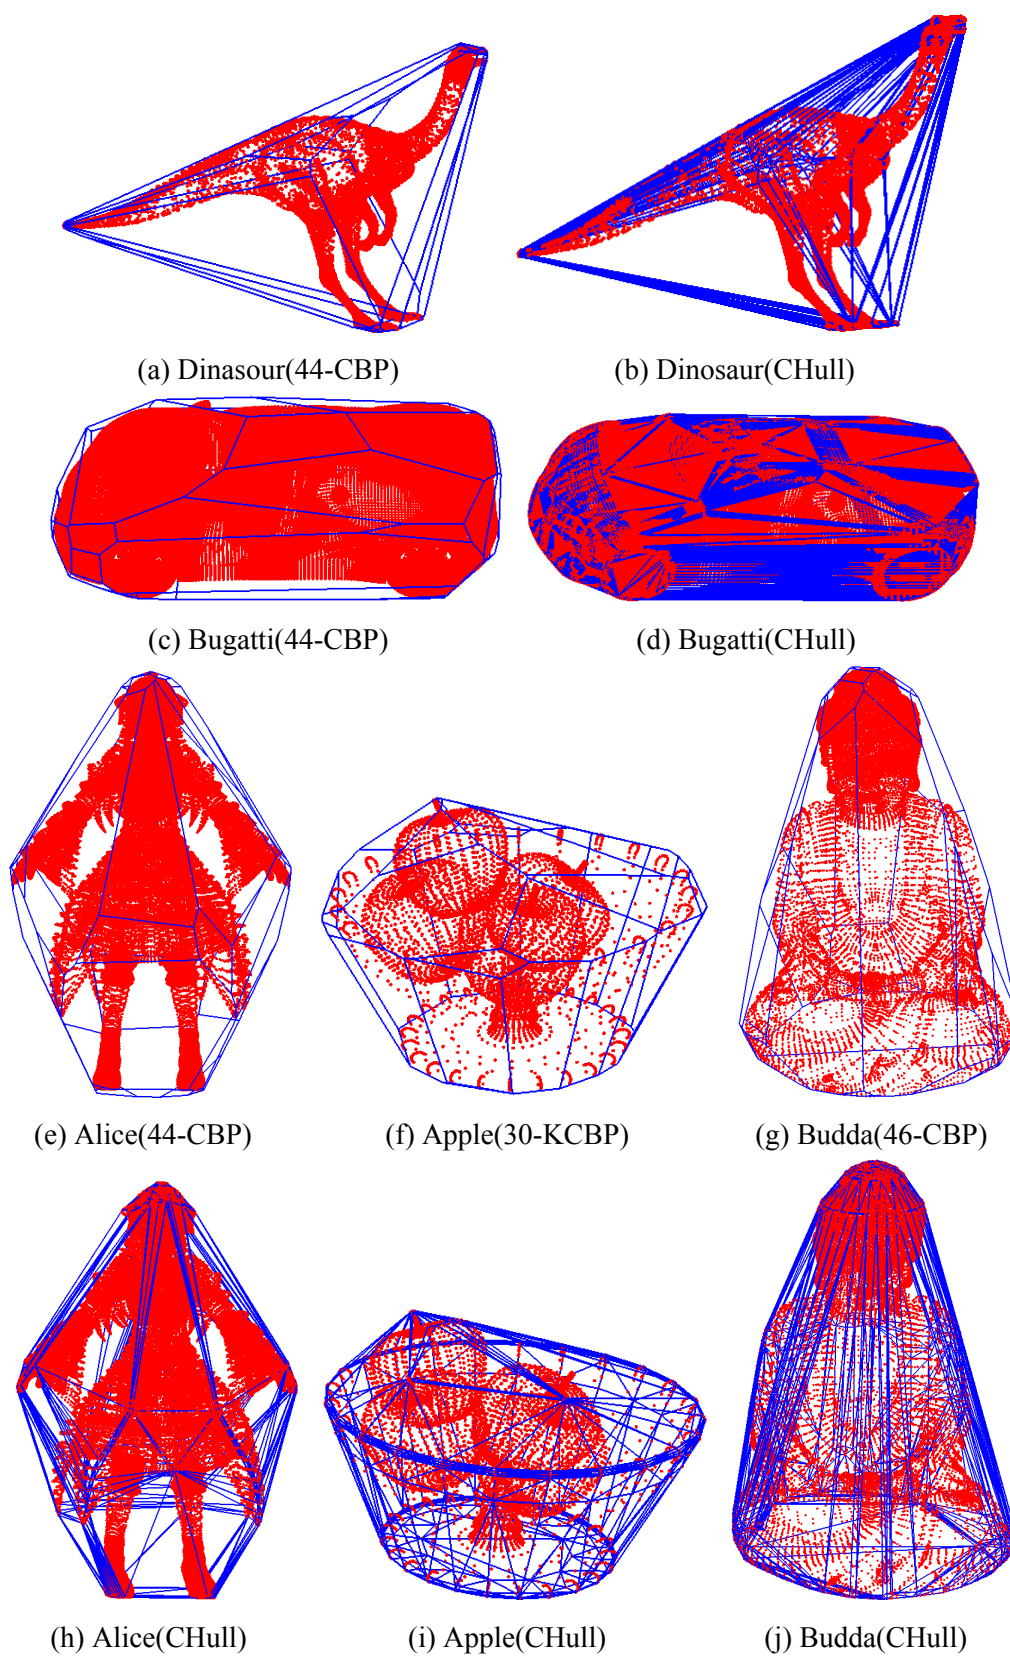 (a) Dinasour(44-CBP)
(b) Dinosaur(CHull)
(c) Bugatti(44-CBP)
(d) Bugatti(CHull)
(e) Alice(44-CBP)
(f) Apple(30-KCBP)
(g) Budda(46-CBP)
(h) Alice(CHull)
(i) Apple(CHull)
(j) Budda(CHull)